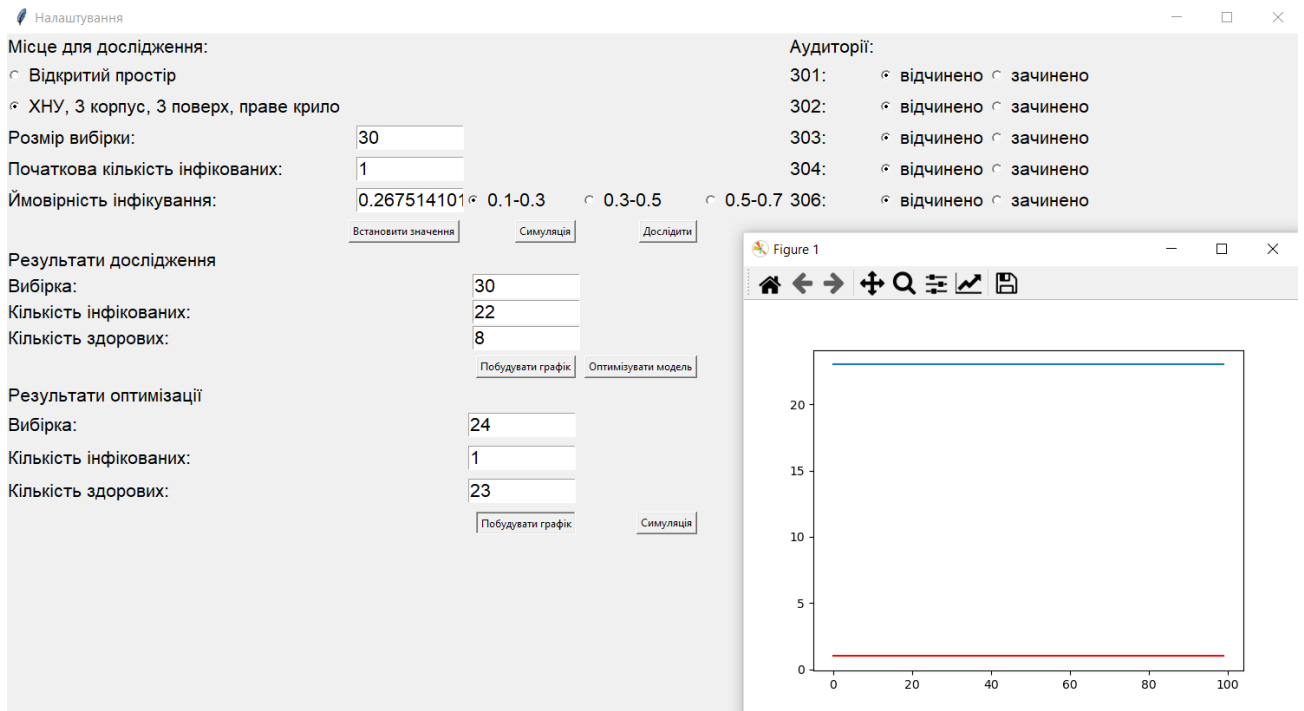 Налаштування
Місце для дослідження:
Відкритий простір
ХНУ, 3 корпус, 3 поверх, праве крило
Розмір вибірки: 30
Початкова кількість інфікованих: 1
Ймовірність інфікування: 0.267514101 0.1-0.3 0.3-0.5 0.5-0.7
Встановити значення Симуляція Дослідити
Результати дослідження
Вибірка: 30
Кількість інфікованих: 22
Кількість здорових: 8
Побудувати графік Оптимізувати модель
Результати оптимізації
Вибірка: 24
Кількість інфікованих: 1
Кількість здорових: 23
Побудувати графік Симуляція
Аудиторії:
301: відчинено зачинено
302: відчинено зачинено
303: відчинено зачинено
304: відчинено зачинено
306: відчинено зачинено
Figure 1
20
15
10
5
0
0 20 40 60 80 100